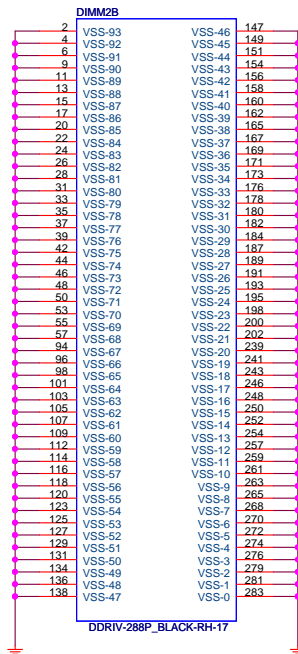 DIMM2B
2 VSS-93 VSS-46 147
4 VSS-92 VSS-45 149
6 VSS-91 VSS-44 151
9 VSS-90 VSS-43 154
11 VSS-89 VSS-42 156
13 VSS-88 VSS-41 158
15 VSS-87 VSS-40 160
17 VSS-86 VSS-39 162
20 VSS-85 VSS-38 165
22 VSS-84 VSS-37 167
24 VSS-83 VSS-36 169
26 VSS-82 VSS-35 171
28 VSS-81 VSS-34 173
31 VSS-80 VSS-33 176
33 VSS-79 VSS-32 178
35 VSS-78 VSS-31 180
37 VSS-77 VSS-30 182
39 VSS-76 VSS-29 184
42 VSS-75 VSS-28 187
44 VSS-74 VSS-27 189
46 VSS-73 VSS-26 191
48 VSS-72 VSS-25 193
50 VSS-71 VSS-24 195
53 VSS-70 VSS-23 198
55 VSS-69 VSS-22 200
57 VSS-68 VSS-21 202
94 VSS-67 VSS-20 239
96 VSS-66 VSS-19 241
98 VSS-65 VSS-18 243
101 VSS-64 VSS-17 246
103 VSS-63 VSS-16 248
105 VSS-62 VSS-15 250
107 VSS-61 VSS-14 252
109 VSS-60 VSS-13 254
112 VSS-59 VSS-12 257
114 VSS-58 VSS-11 259
116 VSS-57 VSS-10 261
118 VSS-56 VSS-9 263
120 VSS-55 VSS-8 265
123 VSS-54 VSS-7 268
125 VSS-53 VSS-6 270
127 VSS-52 VSS-5 272
129 VSS-51 VSS-4 274
131 VSS-50 VSS-3 276
134 VSS-49 VSS-2 279
136 VSS-48 VSS-1 281
138 VSS-47 VSS-0 283
DDRIV-288P_BLACK-RH-17